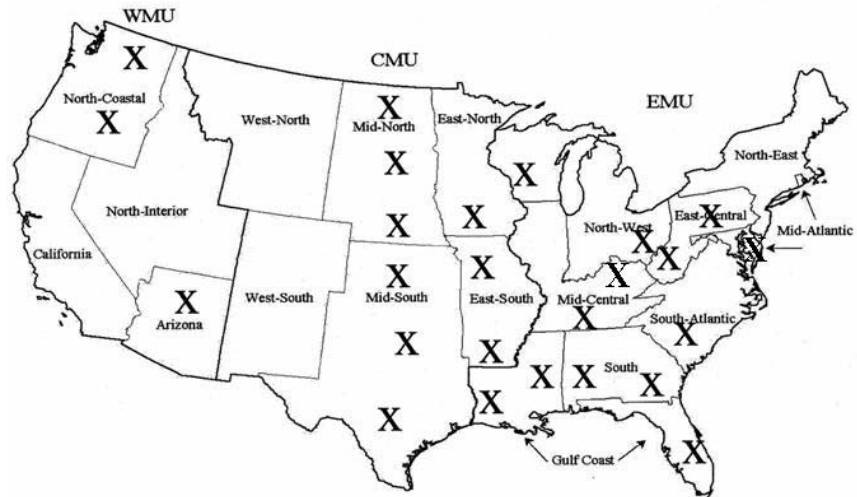 WMU
CMU
EMU
North-Coastal
X
X
West-North
X
Mid-North
X
X
East-North
X
X
North-East
North-Interior
California
X
Arizona
West-South
X
Mid-South
X
X
X
East-South
X
North-West
X
X
East-Central
X
Mid-Atlantic
X
X
Mid-Central
X
South-Atlantic
X
South
X
X
X
X
Gulf Coast
X